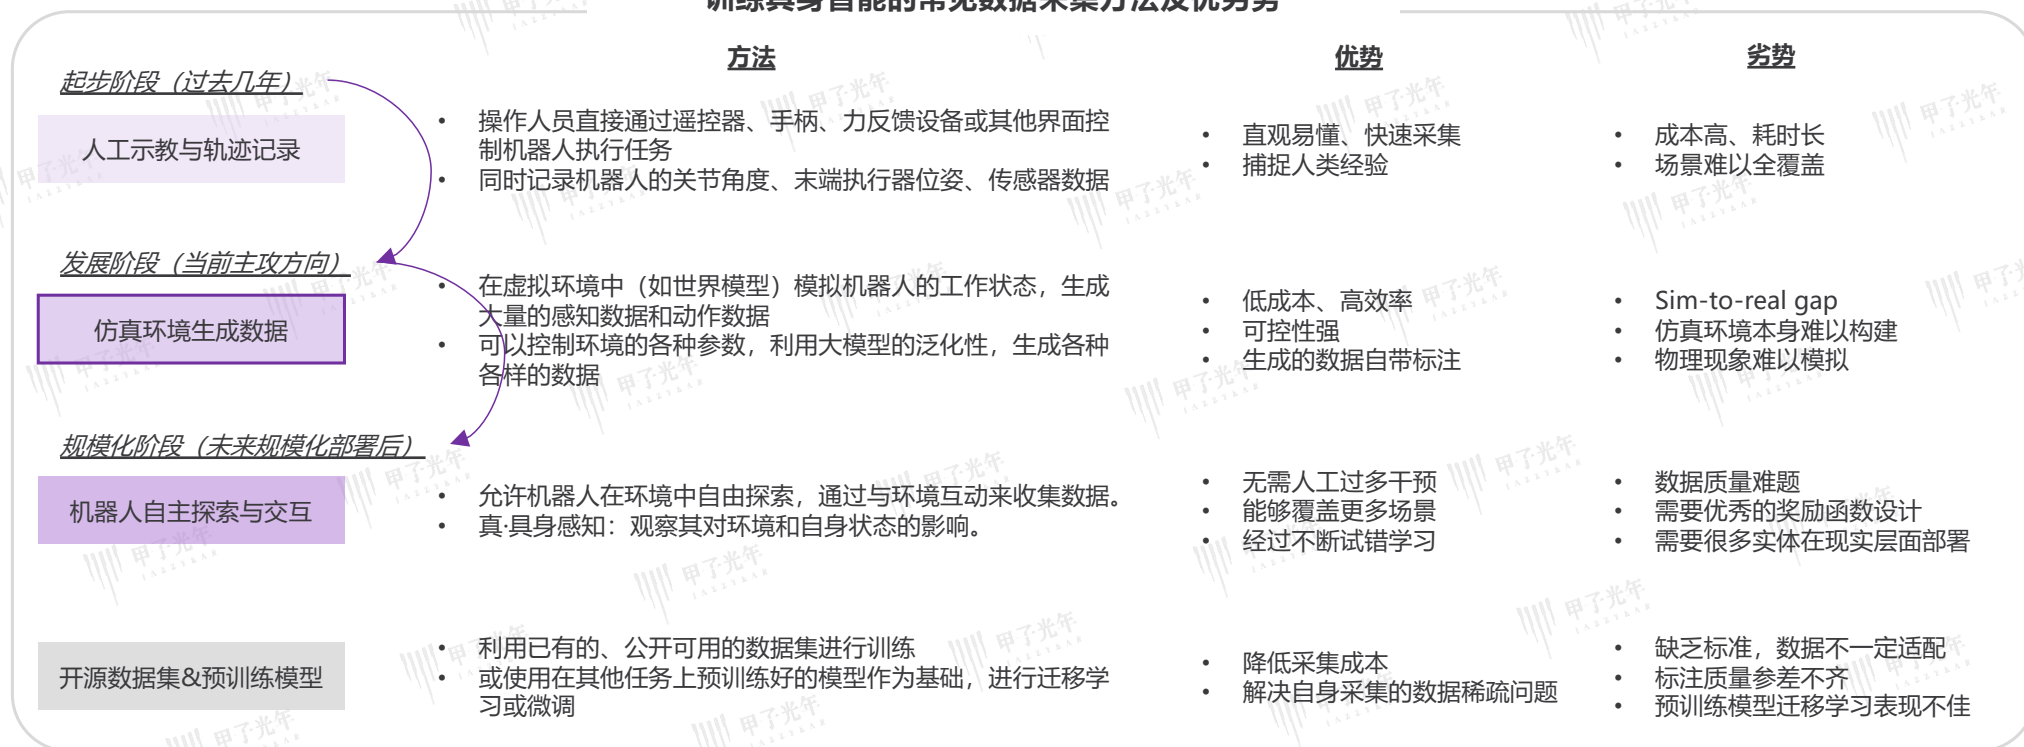 训练具身智能的常见数据采集方法及优劣势
方法
优势
劣势
起步阶段（过去几年）
人工示教与轨迹记录
• 操作人员直接通过遥控器、手柄、力反馈设备或其他界面控
制机器人执行任务
• 同时记录机器人的关节角度、末端执行器位姿、传感器数据
• 直观易懂、快速采集
• 捕捉人类经验
• 成本高、耗时长
• 场景难以全覆盖
发展阶段（当前主攻方向）
仿真环境生成数据
• 在虚拟环境中（如世界模型）模拟机器人的工作状态，生成
大量的感知数据和动作数据
• 可以控制环境的各种参数，利用大模型的泛化性，生成各种
各样的数据
• 低成本、高效率
• 可控性强
• 生成的数据自带标注
• Sim-to-real gap
• 仿真环境本身难以构建
• 物理现象难以模拟
规模化阶段（未来规模化部署后）
机器人自主探索与交互
• 允许机器人在环境中自由探索，通过与环境互动来收集数据。
• 真·具身感知：观察其对环境和自身状态的影响。
• 无需人工过多干预
• 能够覆盖更多场景
• 经过不断试错学习
• 数据质量难题
• 需要优秀的奖励函数设计
• 需要很多实体在现实层面部署
开源数据集&预训练模型
• 利用已有的、公开可用的数据集进行训练
• 或使用在其他任务上预训练好的模型作为基础，进行迁移学
习或微调
• 降低采集成本
• 解决自身采集的数据稀疏问题
• 缺乏标准，数据不一定适配
• 标注质量参差不齐
• 预训练模型迁移学习表现不佳
甲子光年